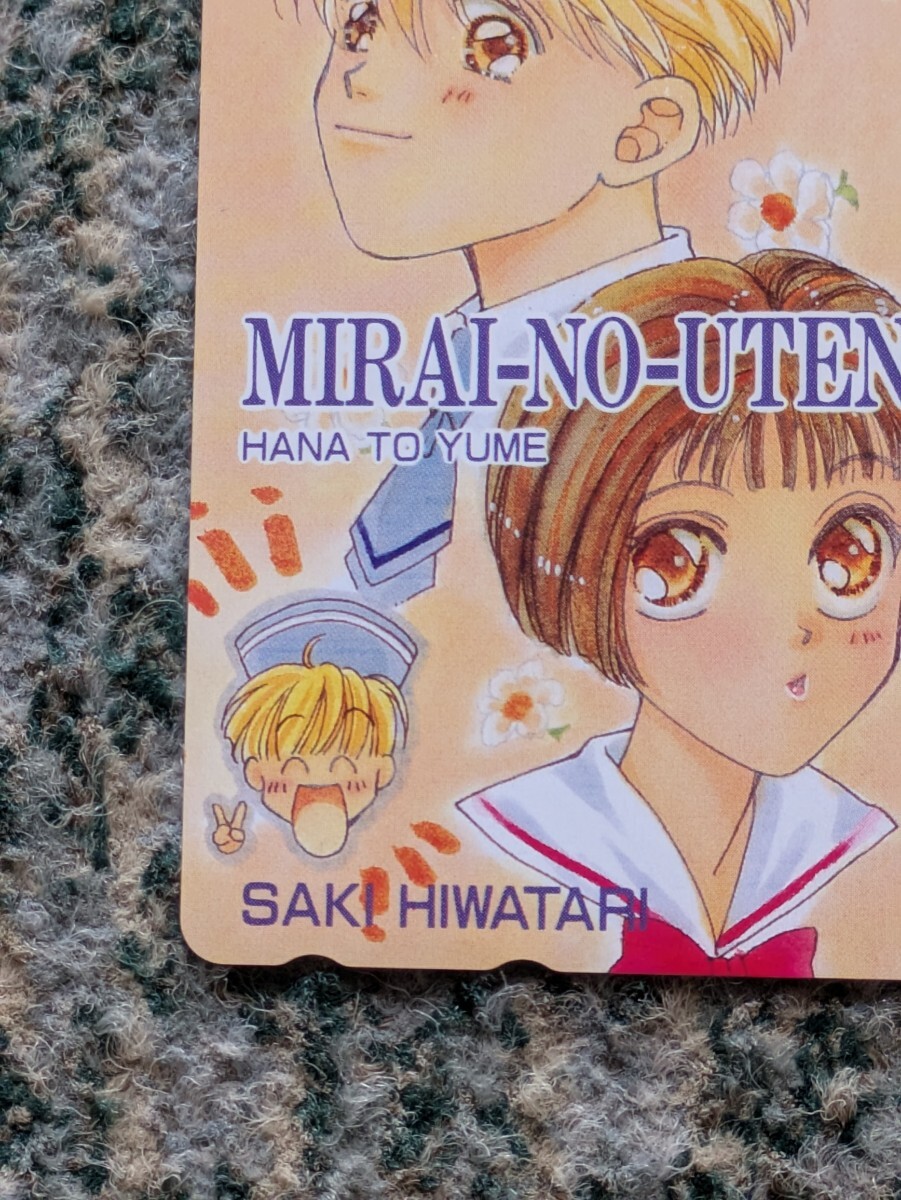 MIRAI-NO-UTEN
HANA TO YUME
SAKI HIWATARI